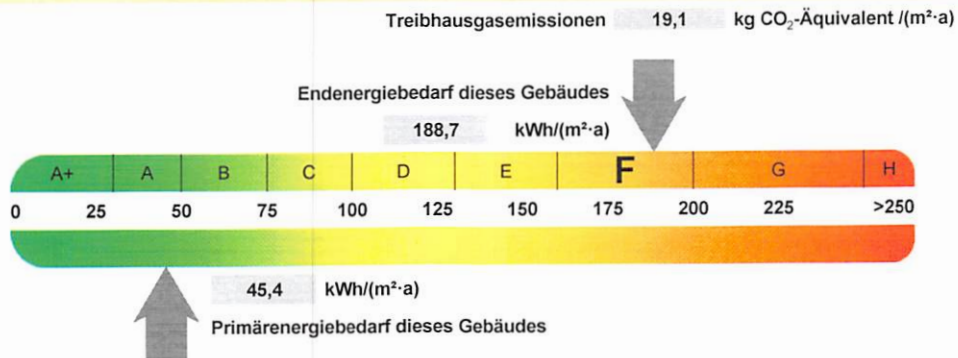 Treibhausgasemissionen 19,1 kg CO₂-Äquivalent /(m²·a)
Endenergiebedarf dieses Gebäudes
188,7 kWh/(m²·a)
A+ A B C D E F G H
0 25 50 75 100 125 150 175 200 225 >250
45,4 kWh/(m²·a)
Primärenergiebedarf dieses Gebäudes